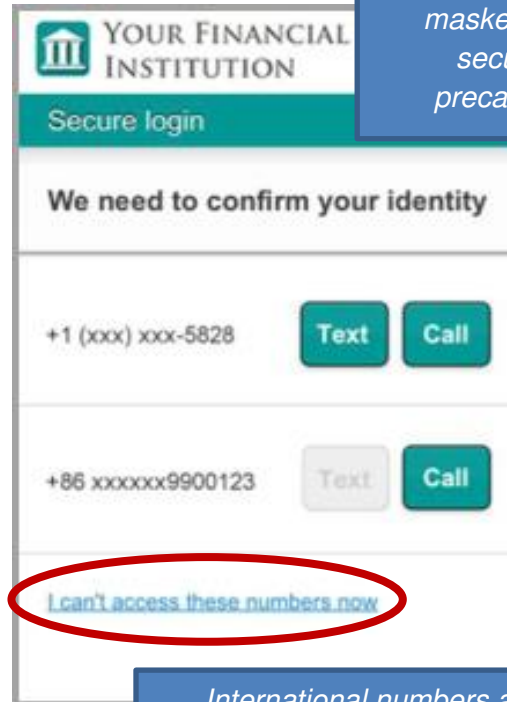 YOUR FINANCIAL
INSTITUTION
maske
secu
preca
Secure login
We need to confirm your identity
+1 (xxx) xxx-5828 Text Call
+86 xxxxxx9900123 Text Call
I can't access these numbers now
International numbers a